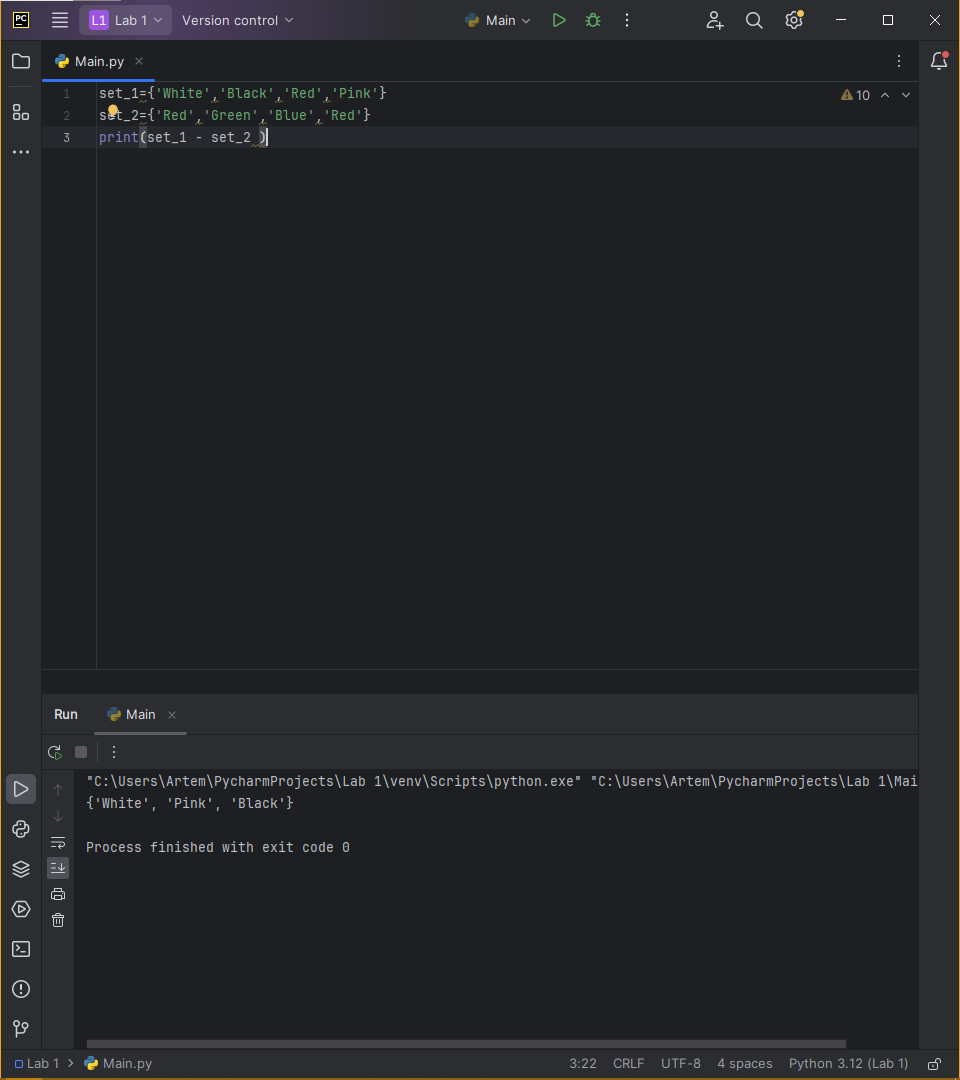 PC L1 Lab 1 Version control Main
Main.py
10
1 set_1={'White','Black','Red','Pink'}
2 set_2={'Red','Green','Blue','Red'}
3 print(set_1 - set_2 )
Run Main
"C:\Users\Artem\PycharmProjects\Lab 1\venv\Scripts\python.exe" "C:\Users\Artem\PycharmProjects\Lab 1\Mai
{'White', 'Pink', 'Black'}
Process finished with exit code 0
Lab 1 Main.py 3:22 CRLF UTF-8 4 spaces Python 3.12 (Lab 1)